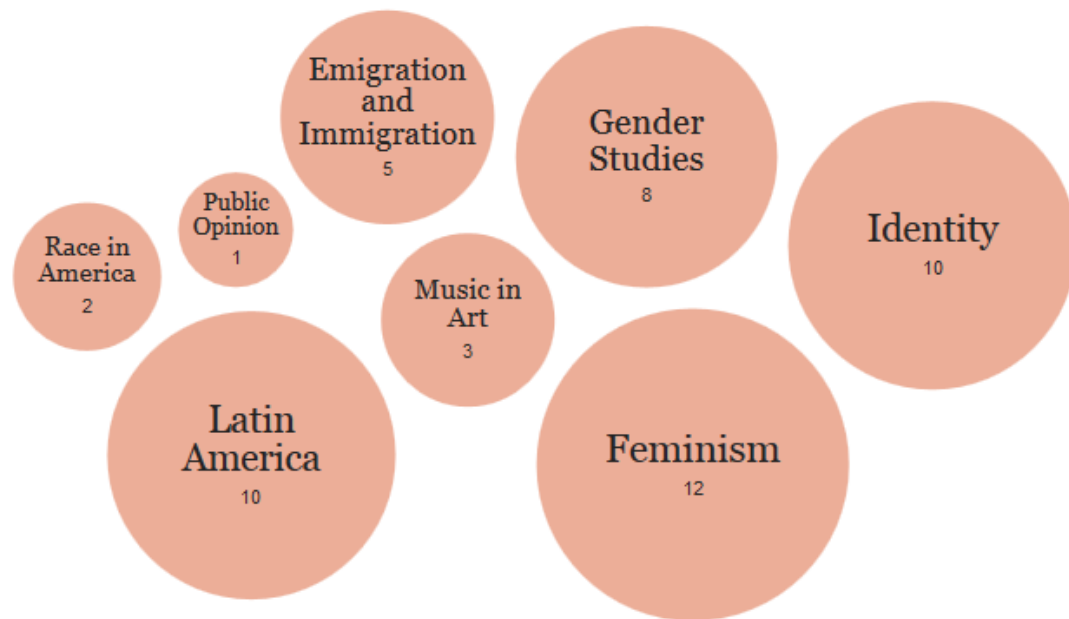 Emigration
and
Immigration
5
Gender
Studies
8
Identity
10
Public
Opinion
1
Race in
America
2
Music in
Art
3
Latin
America
10
Feminism
12